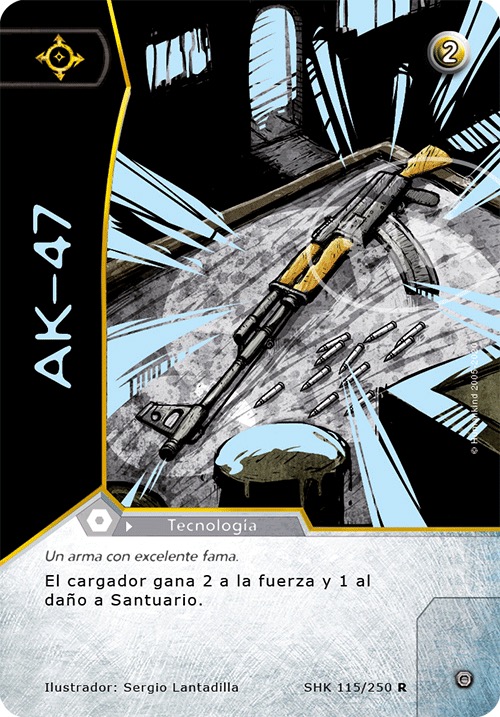 2
AK-47
Tecnología
Un arma con excelente fama.
El cargador gana 2 a la fuerza y 1 al
daño a Santuario.
Ilustrador: Sergio Lantadilla
SHK 115/250 R